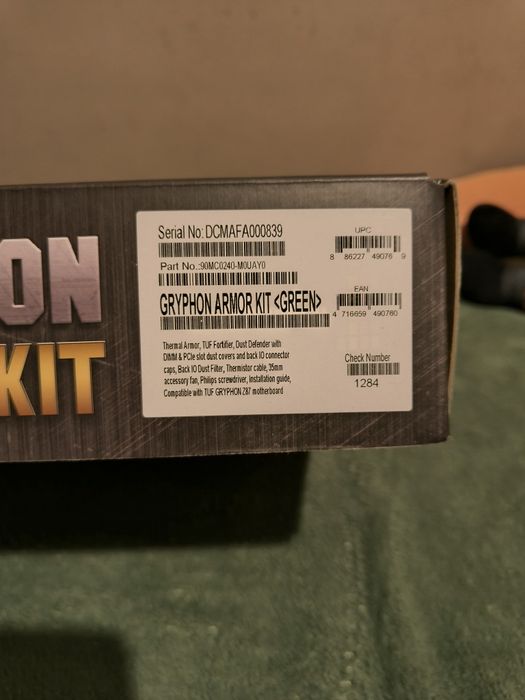 ON
KIT
Serial No: DCMAFA000839
Part No.:90MC0240-M0UAY0
GRYPHON ARMOR KIT <GREEN>
Thermal Armor, TUF Fortifier, Dust Defender with
DIMM & PCIe slot dust covers and back IO connector
caps, Back IO Dust Filter, Thermistor cable, 35mm
accessory fan, Philips screwdriver, installation guide,
Compatible with TUF GRYPHON Z87 motherboard
UPC
8 86227 49076 9
EAN
4 716659 490760
Check Number
1284